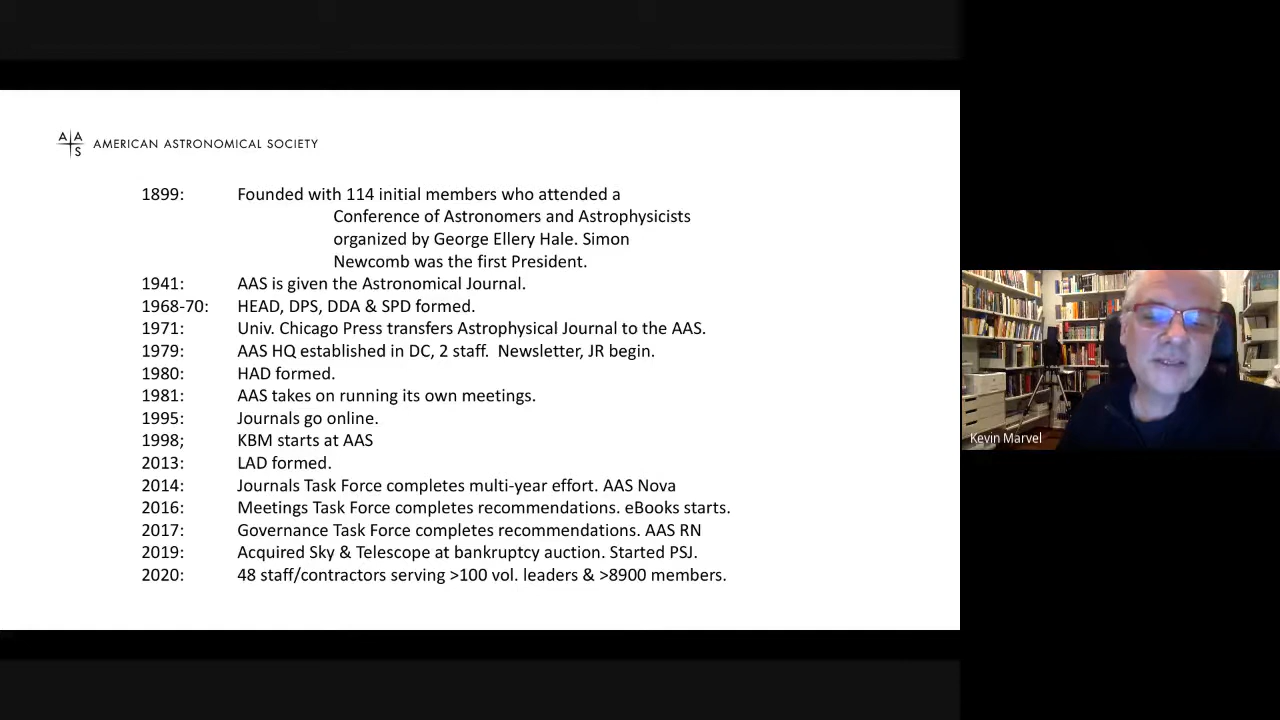 A A
S
AMERICAN ASTRONOMICAL SOCIETY
1899: Founded with 114 initial members who attended a
Conference of Astronomers and Astrophysicists
organized by George Ellery Hale. Simon
Newcomb was the first President.
1941: AAS is given the Astronomical Journal.
1968-70: HEAD, DPS, DDA & SPD formed.
1971: Univ. Chicago Press transfers Astrophysical Journal to the AAS.
1979: AAS HQ established in DC, 2 staff. Newsletter, JR begin.
1980: HAD formed.
1981: AAS takes on running its own meetings.
1995: Journals go online.
1998; KBM starts at AAS
2013: LAD formed.
2014: Journals Task Force completes multi-year effort. AAS Nova
2016: Meetings Task Force completes recommendations. eBooks starts.
2017: Governance Task Force completes recommendations. AAS RN
2019: Acquired Sky & Telescope at bankruptcy auction. Started PSJ.
2020: 48 staff/contractors serving >100 vol. leaders & >8900 members.
Kevin Marvel